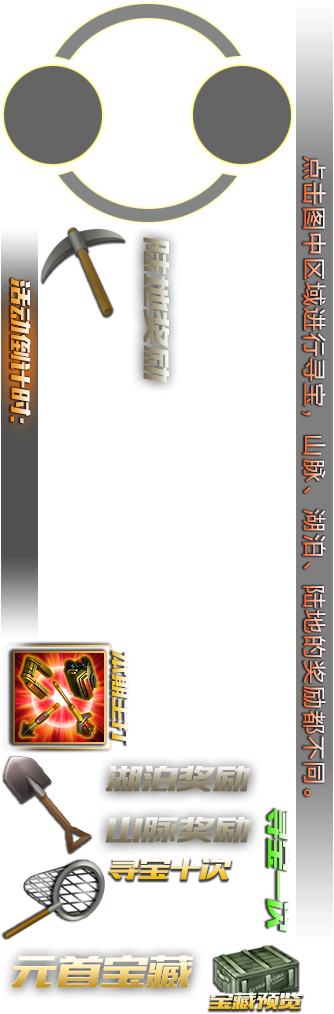 点击图中区域进行寻宝，山脉、湖泊、陆地的奖励都不同。
陆地奖励
活动倒计时:
本期主打
湖泊奖励
山脉奖励
寻宝十次
寻宝一次
元首宝藏
宝藏预览